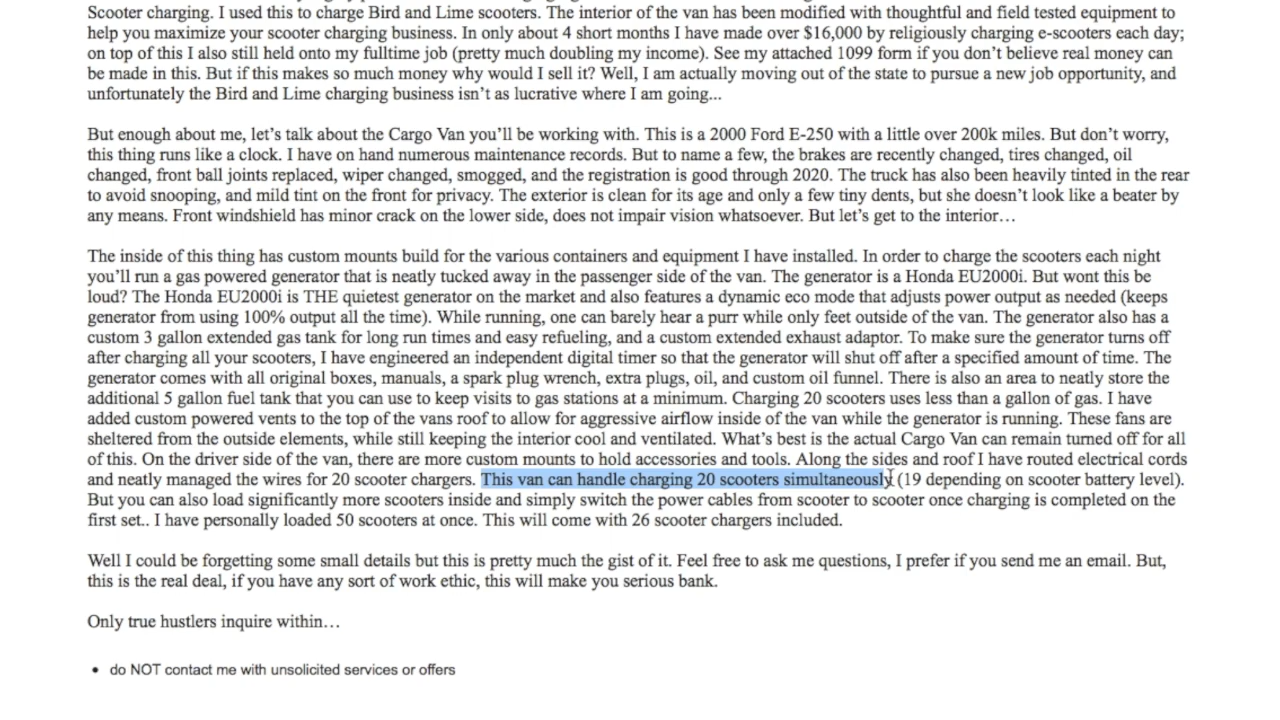 Scooter charging. I used this to charge Bird and Lime scooters. The interior of the van has been modified with thoughtful and field tested equipment to
help you maximize your scooter charging business. In only about 4 short months I have made over $16,000 by religiously charging e-scooters each day;
on top of this I also still held onto my fulltime job (pretty much doubling my income). See my attached 1099 form if you don't believe real money can
be made in this. But if this makes so much money why would I sell it? Well, I am actually moving out of the state to pursue a new job opportunity, and
unfortunately the Bird and Lime charging business isn't as lucrative where I am going...
But enough about me, let's talk about the Cargo Van you'll be working with. This is a 2000 Ford E-250 with a little over 200k miles. But don't worry,
this thing runs like a clock. I have on hand numerous maintenance records. But to name a few, the brakes are recently changed, tires changed, oil
changed, front ball joints replaced, wiper changed, smogged, and the registration is good through 2020. The truck has also been heavily tinted in the rear
to avoid snooping, and mild tint on the front for privacy. The exterior is clean for its age and only a few tiny dents, but she doesn't look like a beater by
any means. Front windshield has minor crack on the lower side, does not impair vision whatsoever. But let's get to the interior…
The inside of this thing has custom mounts build for the various containers and equipment I have installed. In order to charge the scooters each night
you'll run a gas powered generator that is neatly tucked away in the passenger side of the van. The generator is a Honda EU2000i. But wont this be
loud? The Honda EU2000i is THE quietest generator on the market and also features a dynamic eco mode that adjusts power output as needed (keeps
generator from using 100% output all the time). While running, one can barely hear a purr while only feet outside of the van. The generator also has a
custom 3 gallon extended gas tank for long run times and easy refueling, and a custom extended exhaust adaptor. To make sure the generator turns off
after charging all your scooters, I have engineered an independent digital timer so that the generator will shut off after a specified amount of time. The
generator comes with all original boxes, manuals, a spark plug wrench, extra plugs, oil, and custom oil funnel. There is also an area to neatly store the
additional 5 gallon fuel tank that you can use to keep visits to gas stations at a minimum. Charging 20 scooters uses less than a gallon of gas. I have
added custom powered vents to the top of the vans roof to allow for aggressive airflow inside of the van while the generator is running. These fans are
sheltered from the outside elements, while still keeping the interior cool and ventilated. What's best is the actual Cargo Van can remain turned off for all
of this. On the driver side of the van, there are more custom mounts to hold accessories and tools. Along the sides and roof I have routed electrical cords
and neatly managed the wires for 20 scooter chargers. This van can handle charging 20 scooters simultaneously (19 depending on scooter battery level).
But you can also load significantly more scooters inside and simply switch the power cables from scooter to scooter once charging is completed on the
first set.. I have personally loaded 50 scooters at once. This will come with 26 scooter chargers included.
Well I could be forgetting some small details but this is pretty much the gist of it. Feel free to ask me questions, I prefer if you send me an email. But,
this is the real deal, if you have any sort of work ethic, this will make you serious bank.
Only true hustlers inquire within…
• do NOT contact me with unsolicited services or offers